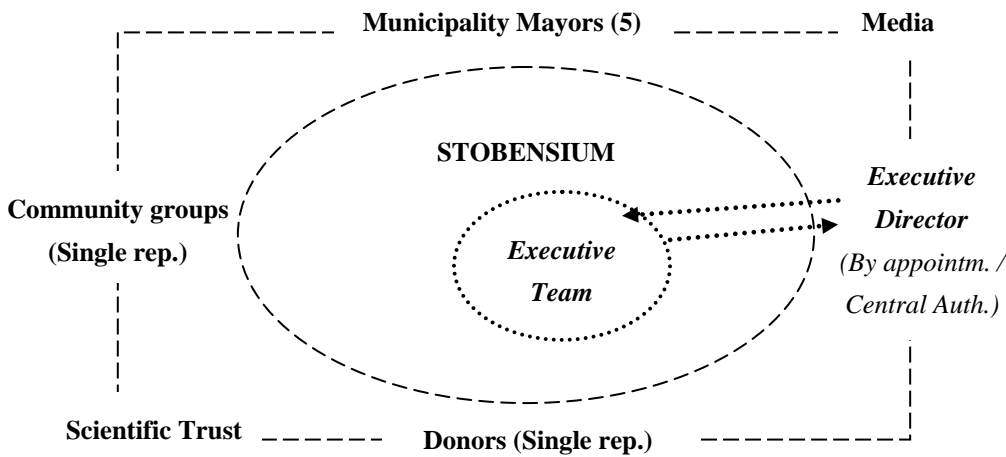 Municipality Mayors (5)
Media
STOBENSIUM
Executive
Director
(By appointm. /
Central Auth.)
Community groups
(Single rep.)
Executive
Team
Scientific Trust
Donors (Single rep.)